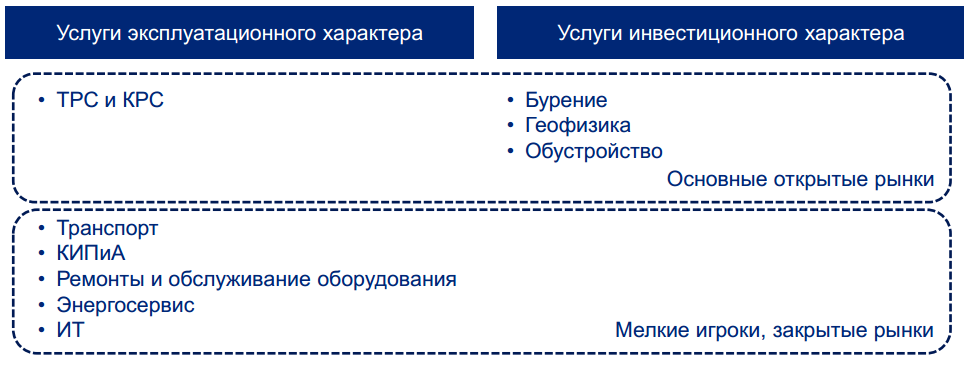 Услуги эксплуатационного характера
Услуги инвестиционного характера
• ТРС и КРС
• Бурение
• Геофизика
• Обустройство
Основные открытые рынки
• Транспорт
• КИПиА
• Ремонты и обслуживание оборудования
• Энергосервис
• ИТ
Мелкие игроки, закрытые рынки